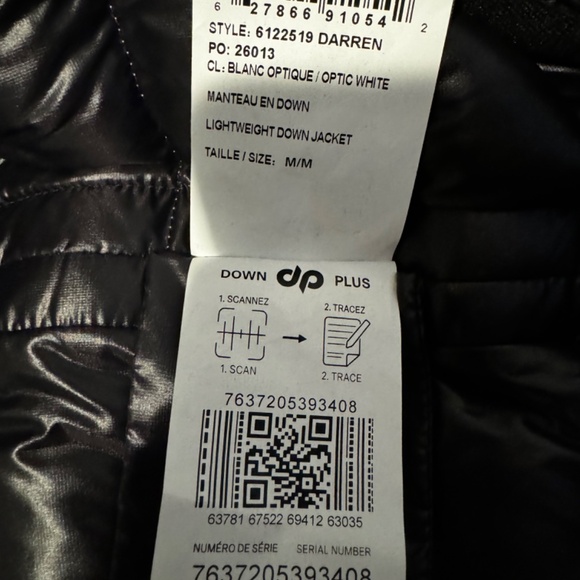 6 27866 91054 2
STYLE: 6122519 DARREN
PO: 26013
CL: BLANC OPTIQUE / OPTIC WHITE
MANTEAU EN DOWN
LIGHTWEIGHT DOWN JACKET
TAILLE / SIZE: M/M
DOWN dp PLUS
1. SCANNEZ 2. TRACEZ
1. SCAN 2. TRACE
7637205393408
63781 67522 69412 63035
NUMÉRO DE SÉRIE SERIAL NUMBER
7637205393408